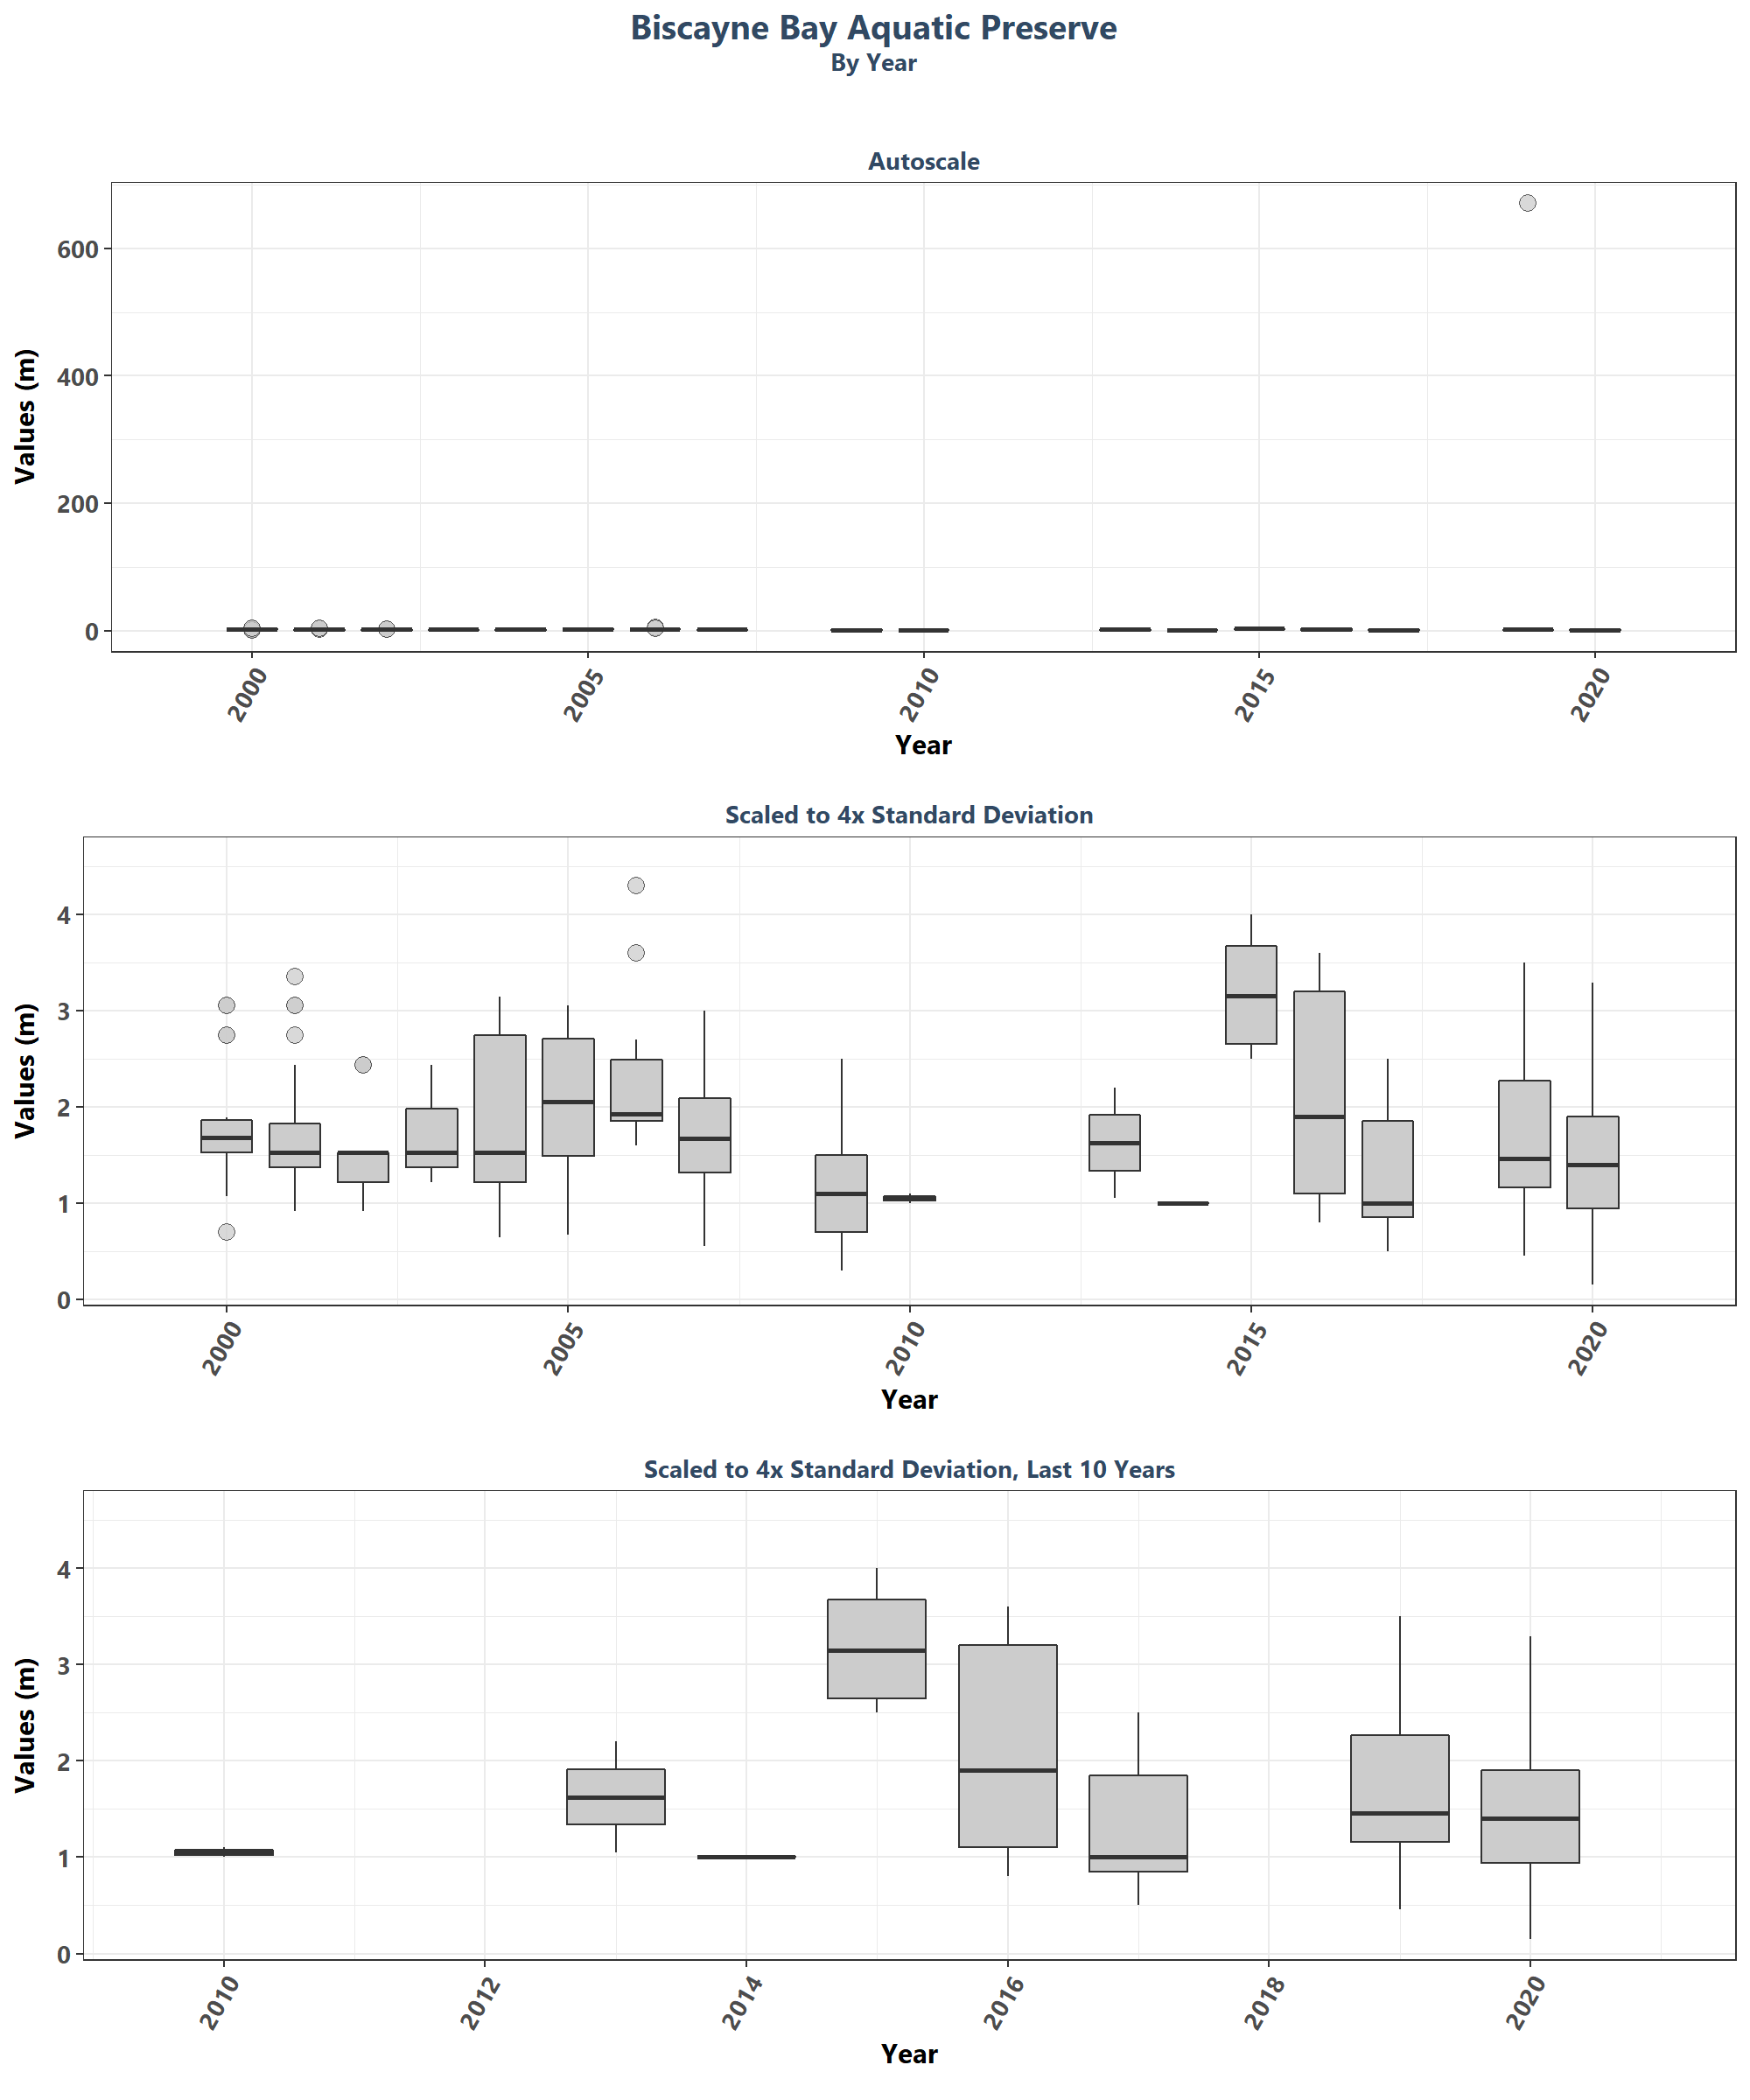 Biscayne Bay Aquatic Preserve
By Year
Autoscale
Values (m)
600
400
200
0
2000 2005 2010 2015 2020
Year
Scaled to 4x Standard Deviation
Values (m)
4
3
2
1
0
2000 2005 2010 2015 2020
Year
Scaled to 4x Standard Deviation, Last 10 Years
Values (m)
4
3
2
1
0
2010 2012 2014 2016 2018 2020
Year